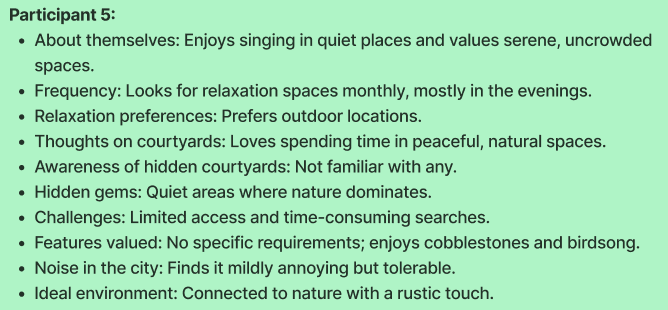 Participant 5:
• About themselves: Enjoys singing in quiet places and values serene, uncrowded
spaces.
• Frequency: Looks for relaxation spaces monthly, mostly in the evenings.
• Relaxation preferences: Prefers outdoor locations.
• Thoughts on courtyards: Loves spending time in peaceful, natural spaces.
• Awareness of hidden courtyards: Not familiar with any.
• Hidden gems: Quiet areas where nature dominates.
• Challenges: Limited access and time-consuming searches.
• Features valued: No specific requirements; enjoys cobblestones and birdsong.
• Noise in the city: Finds it mildly annoying but tolerable.
• Ideal environment: Connected to nature with a rustic touch.